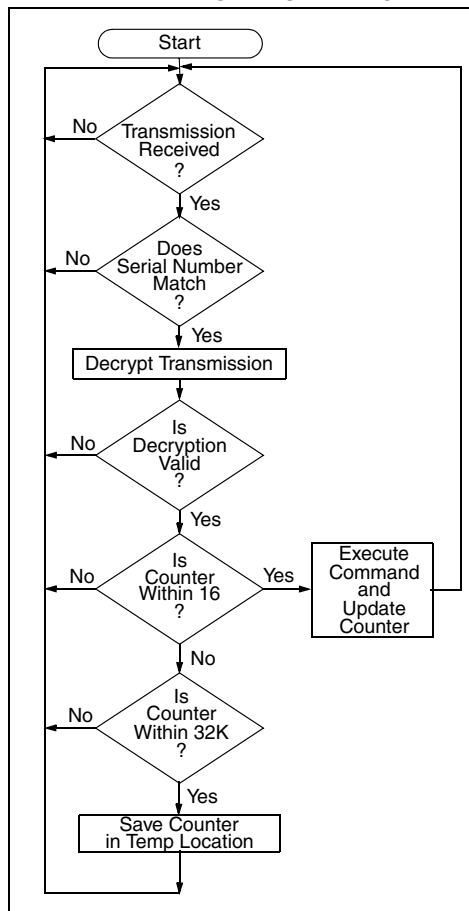 Start
No
Transmission
Received
?
Yes
Does
No
Serial Number
Match
?
Yes
Decrypt Transmission
Is
No
Decryption
Valid
?
Yes
Is
No
Counter
Within 16
?
Yes
Execute
Command
and
Update
Counter
No
Is
No
Counter
Within 32K
?
Yes
Save Counter
in Temp Location